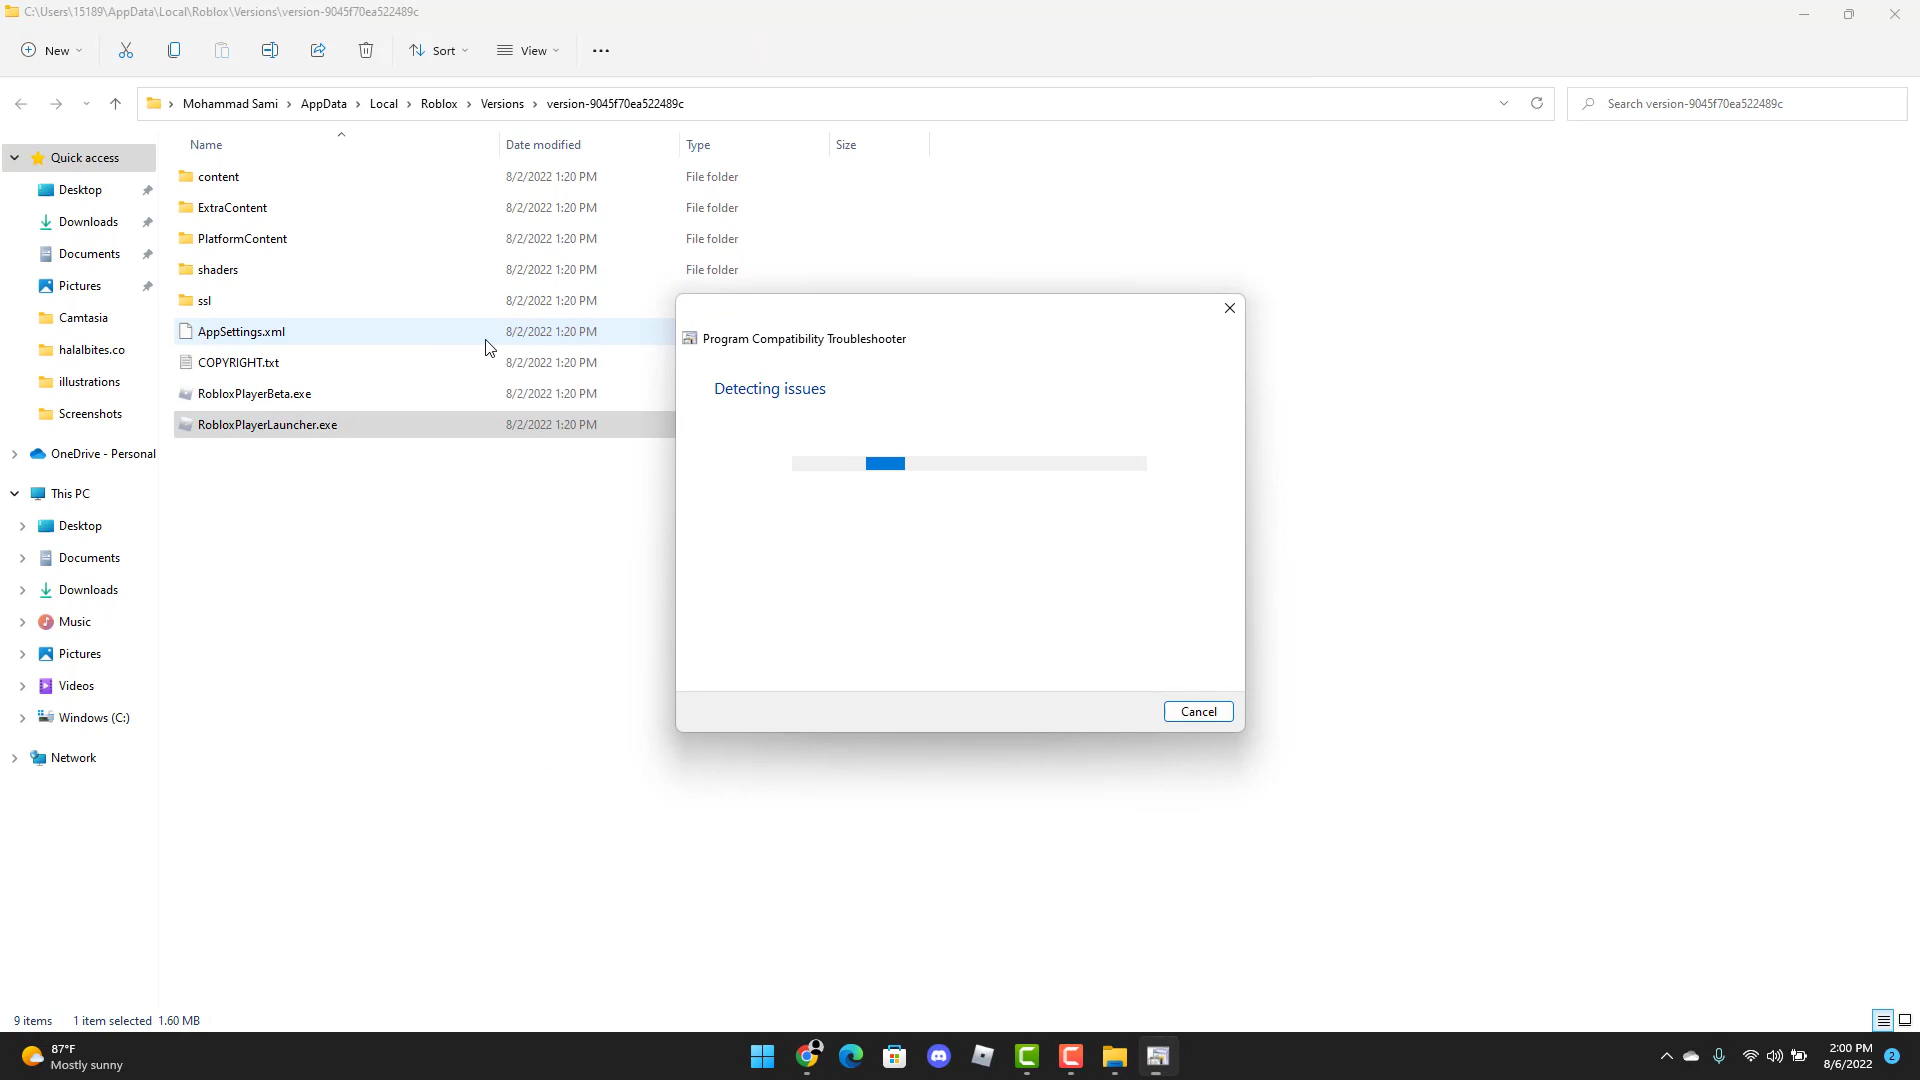 C:\Users\15189\AppData\Local\Roblox\Versions\version-9045f70ea522489c
New Sort View
Mohammad Sami > AppData > Local > Roblox > Versions > version-9045f70ea522489c
Search version-9045f70ea522489c
Name Date modified Type Size
Quick access
Desktop
Downloads
Documents
Pictures
Camtasia
halalbites.co
illustrations
Screenshots
OneDrive - Personal
This PC
Desktop
Documents
Downloads
Music
Pictures
Videos
Windows (C:)
Network
content 8/2/2022 1:20 PM File folder
ExtraContent 8/2/2022 1:20 PM File folder
PlatformContent 8/2/2022 1:20 PM File folder
shaders 8/2/2022 1:20 PM File folder
ssl 8/2/2022 1:20 PM
AppSettings.xml 8/2/2022 1:20 PM
COPYRIGHT.txt 8/2/2022 1:20 PM
RobloxPlayerBeta.exe 8/2/2022 1:20 PM
RobloxPlayerLauncher.exe 8/2/2022 1:20 PM
Program Compatibility Troubleshooter
Detecting issues
Cancel
9 items 1 item selected 1.60 MB
87°F
Mostly sunny
2:00 PM
8/6/2022
2